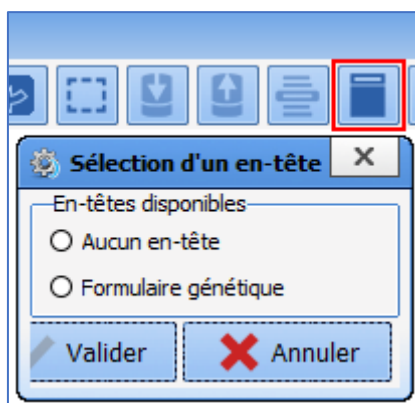 Sélection d'un en-tête
En-têtes disponibles
Aucun en-tête
Formulaire génétique
Valider Annuler